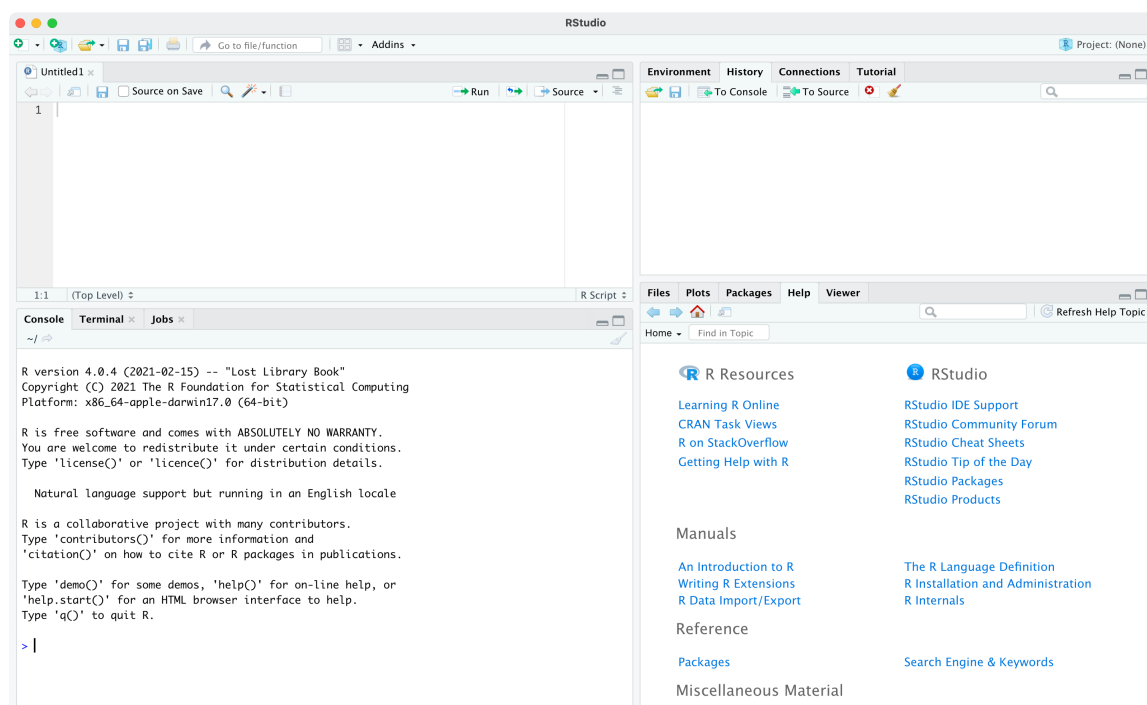 RStudio
Go to file/function Addins Project: (None)
Untitled1
Source on Save Run Source
1
1:1 (Top Level) R Script
Console Terminal Jobs
~/
R version 4.0.4 (2021-02-15) -- "Lost Library Book"
Copyright (C) 2021 The R Foundation for Statistical Computing
Platform: x86_64-apple-darwin17.0 (64-bit)
R is free software and comes with ABSOLUTELY NO WARRANTY.
You are welcome to redistribute it under certain conditions.
Type 'license()' or 'licence()' for distribution details.
Natural language support but running in an English locale
R is a collaborative project with many contributors.
Type 'contributors()' for more information and
'citation()' on how to cite R or R packages in publications.
Type 'demo()' for some demos, 'help()' for on-line help, or
'help.start()' for an HTML browser interface to help.
Type 'q()' to quit R.
>
Environment History Connections Tutorial
To Console To Source
Files Plots Packages Help Viewer
Refresh Help Topic
Home Find in Topic
R R Resources
Learning R Online
CRAN Task Views
R on StackOverflow
Getting Help with R
R RStudio
RStudio IDE Support
RStudio Community Forum
RStudio Cheat Sheets
RStudio Tip of the Day
RStudio Packages
RStudio Products
Manuals
An Introduction to R The R Language Definition
Writing R Extensions R Installation and Administration
R Data Import/Export R Internals
Reference
Packages Search Engine & Keywords
Miscellaneous Material